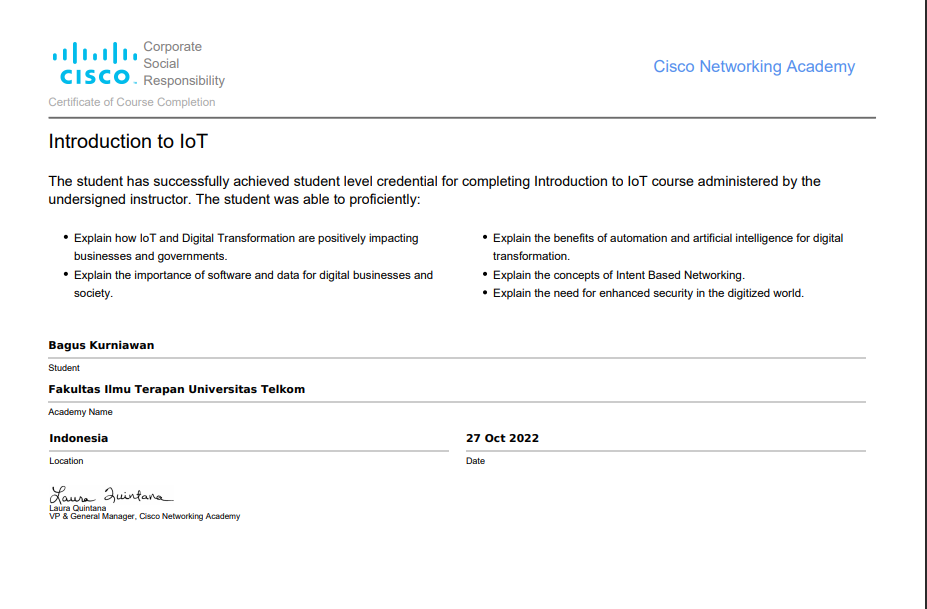 Corporate
Social
Responsibility
CISCO
Cisco Networking Academy
Certificate of Course Completion
Introduction to IoT
The student has successfully achieved student level credential for completing Introduction to IoT course administered by the
undersigned instructor. The student was able to proficiently:
• Explain how IoT and Digital Transformation are positively impacting
businesses and governments.
• Explain the importance of software and data for digital businesses and
society.
• Explain the benefits of automation and artificial intelligence for digital
transformation.
• Explain the concepts of Intent Based Networking.
• Explain the need for enhanced security in the digitized world.
Bagus Kurniawan
Student
Fakultas Ilmu Terapan Universitas Telkom
Academy Name
Indonesia
Location
27 Oct 2022
Date
Laura Quintana
Laura Quintana
VP & General Manager, Cisco Networking Academy